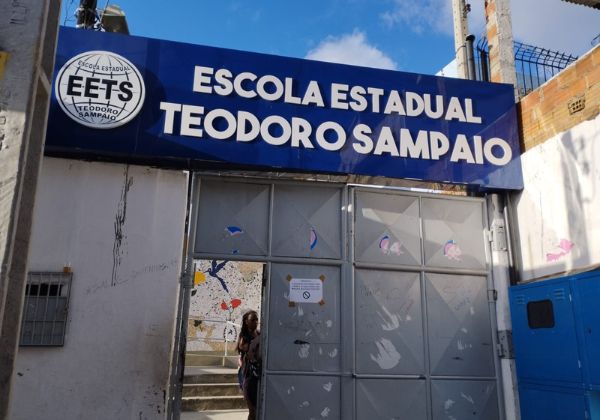 ESCOLA ESTADUAL
EETS
TEODORO
SAMPAIO
ESCOLA ESTADUAL
TEODORO SAMPAIO